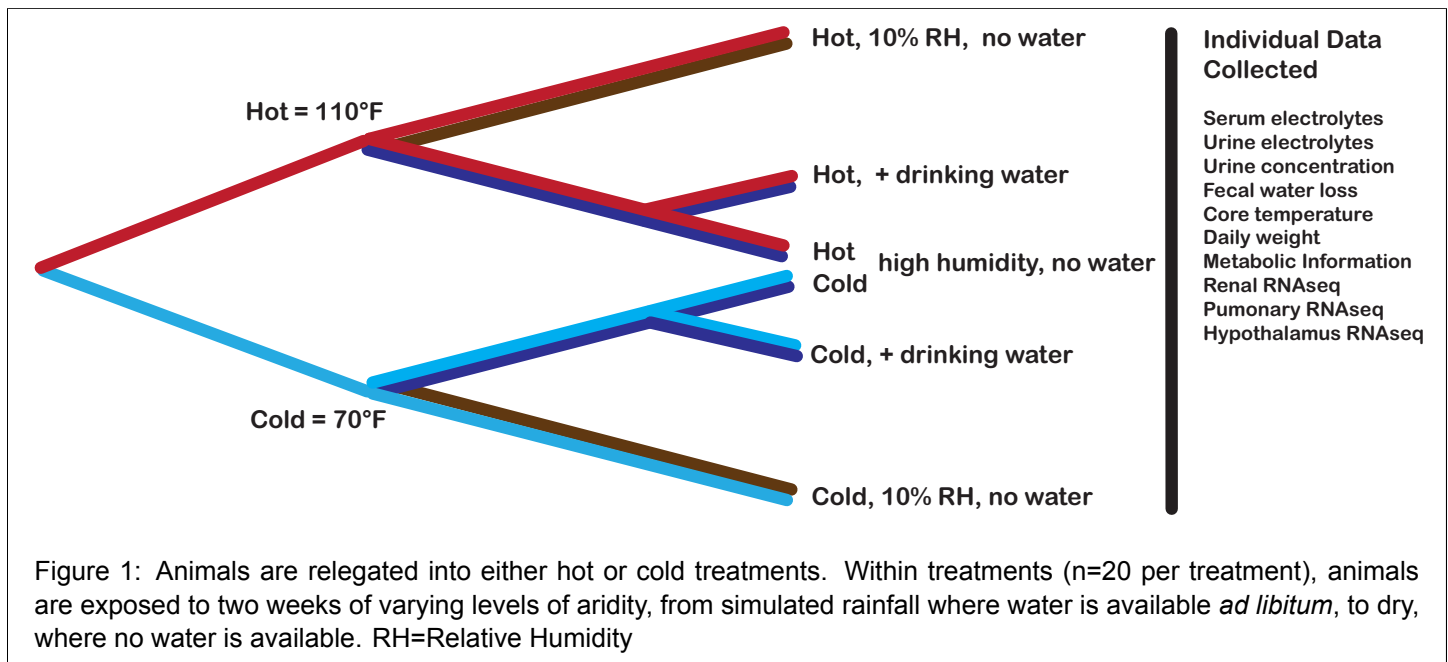 Hot, 10% RH, no water
Hot = 110°F
Hot, + drinking water
Hot
Cold
high humidity, no water
Cold, + drinking water
Cold = 70°F
Cold, 10% RH, no water
Individual Data
Collected
Serum electrolytes
Urine electrolytes
Urine concentration
Fecal water loss
Core temperature
Daily weight
Metabolic Information
Renal RNAseq
Pumonary RNAseq
Hypothalamus RNAseq
Figure 1: Animals are relegated into either hot or cold treatments. Within treatments (n=20 per treatment), animals
are exposed to two weeks of varying levels of aridity, from simulated rainfall where water is available ad libitum, to dry,
where no water is available. RH=Relative Humidity